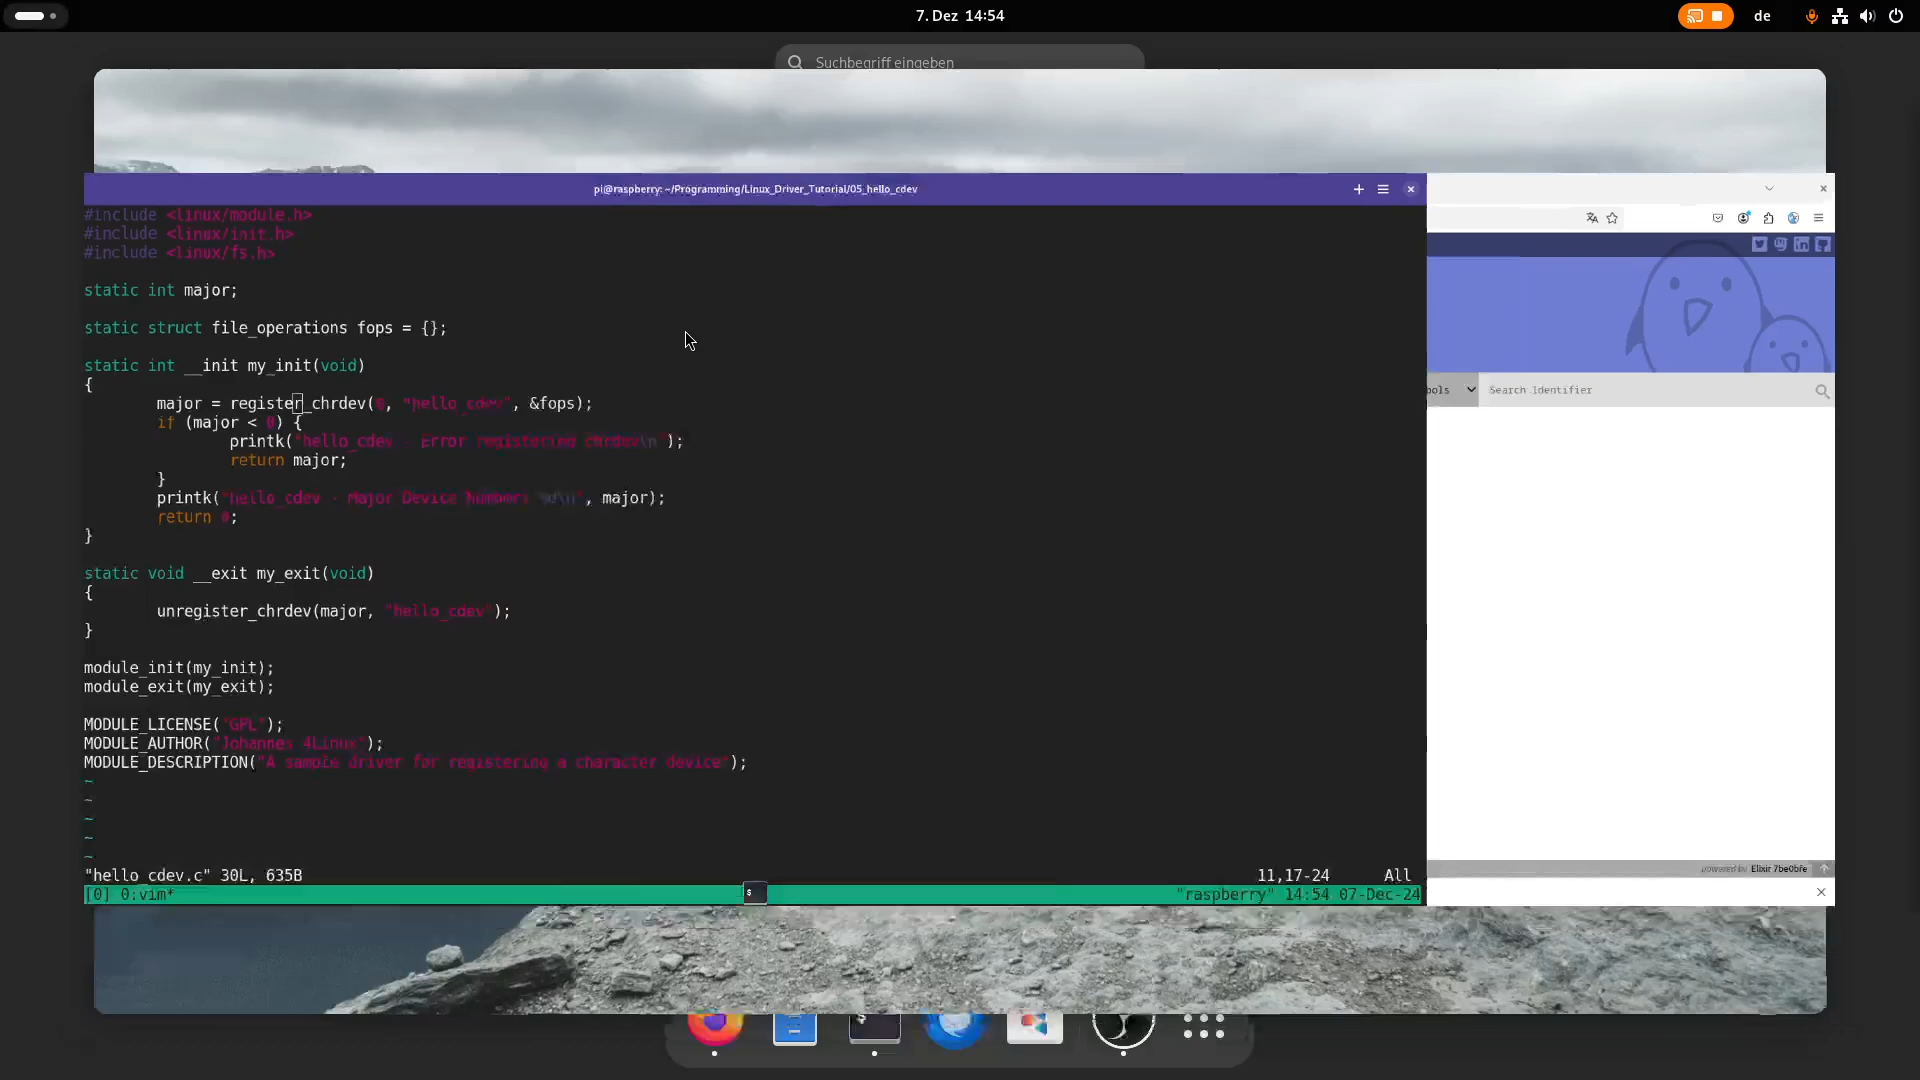 7. Dez 14:54
de
Suchbegriff eingeben
pi@raspberry: ~/Programming/Linux_Driver_Tutorial/05_hello_cdev
#include <linux/module.h>
#include <linux/init.h>
#include <linux/fs.h>
static int major;
static struct file_operations fops = {};
static int __init my_init(void)
{
major = register_chrdev(0, "hello_cdev", &fops);
if (major < 0) {
printk("hello_cdev - Error registering chrdev\n");
return major;
}
printk("hello_cdev - Major Device Number: %d\n", major);
return 0;
}
static void __exit my_exit(void)
{
unregister_chrdev(major, "hello_cdev");
}
module_init(my_init);
module_exit(my_exit);
MODULE_LICENSE("GPL");
MODULE_AUTHOR("Johannes 4Linux");
MODULE_DESCRIPTION("A sample driver for registering a character device");
~
~
~
~
~
"hello_cdev.c" 30L, 635B 11,17-24 All
[0] 0:vim* "raspberry" 14:54 07-Dec-24
ools Search Identifier
powered by Elixir 7be0bfe